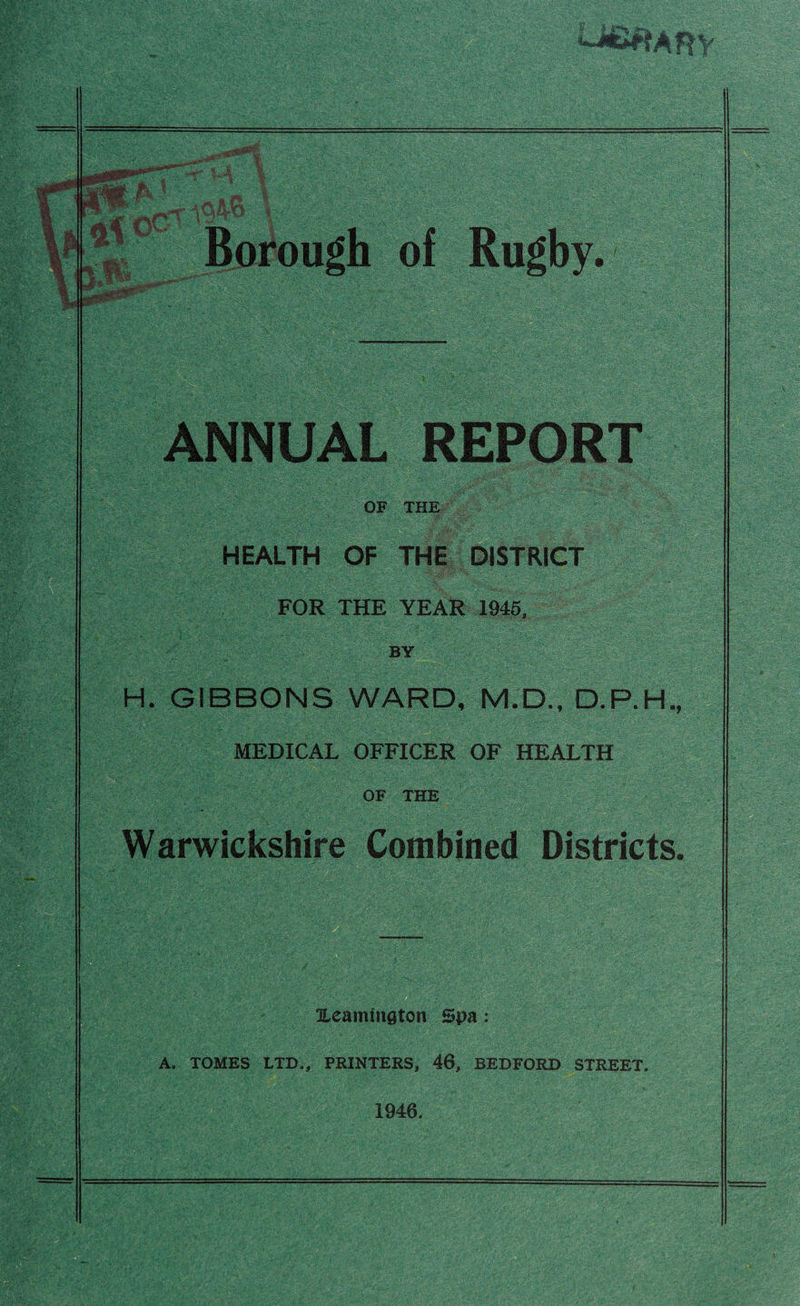 LIBRARY
21 OCT 1946
Borough of Rugby.
ANNUAL REPORT
OF THE
HEALTH OF THE DISTRICT
FOR THE YEAR 1945,
BY
H. GIBBONS WARD, M.D., D.P.H.,
MEDICAL OFFICER OF HEALTH
OF THE
Warwickshire Combined Districts.
Leamington Spa :
A. TOMES LTD., PRINTERS, 46, BEDFORD STREET.
1946.